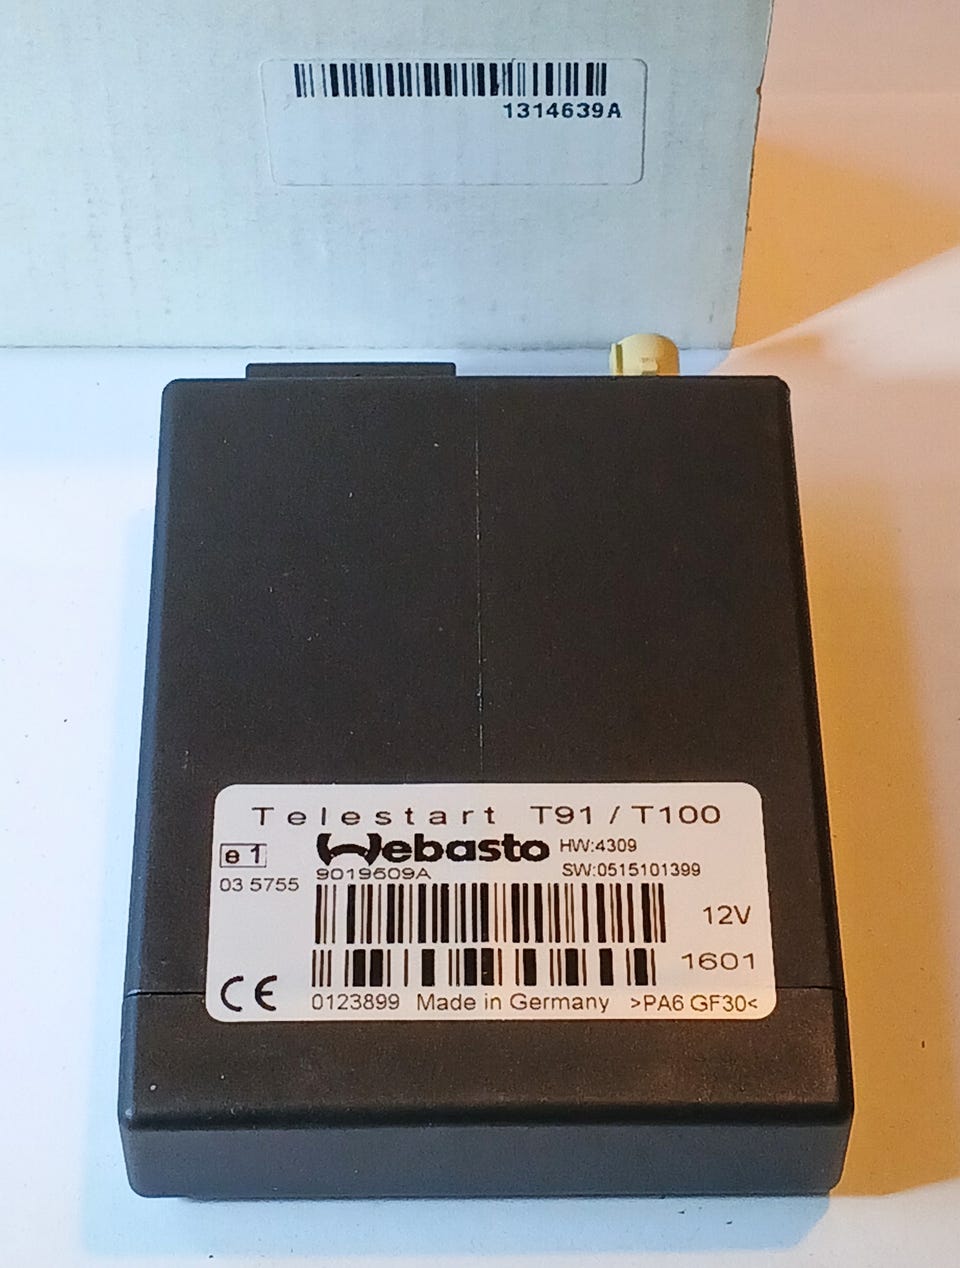 1314639A
Telestart T91 / T100
e1
Webasto HW:4309
03 5755
9019609A SW:0515101399
12V
1601
CE
0123899 Made in Germany >PA6 GF30<